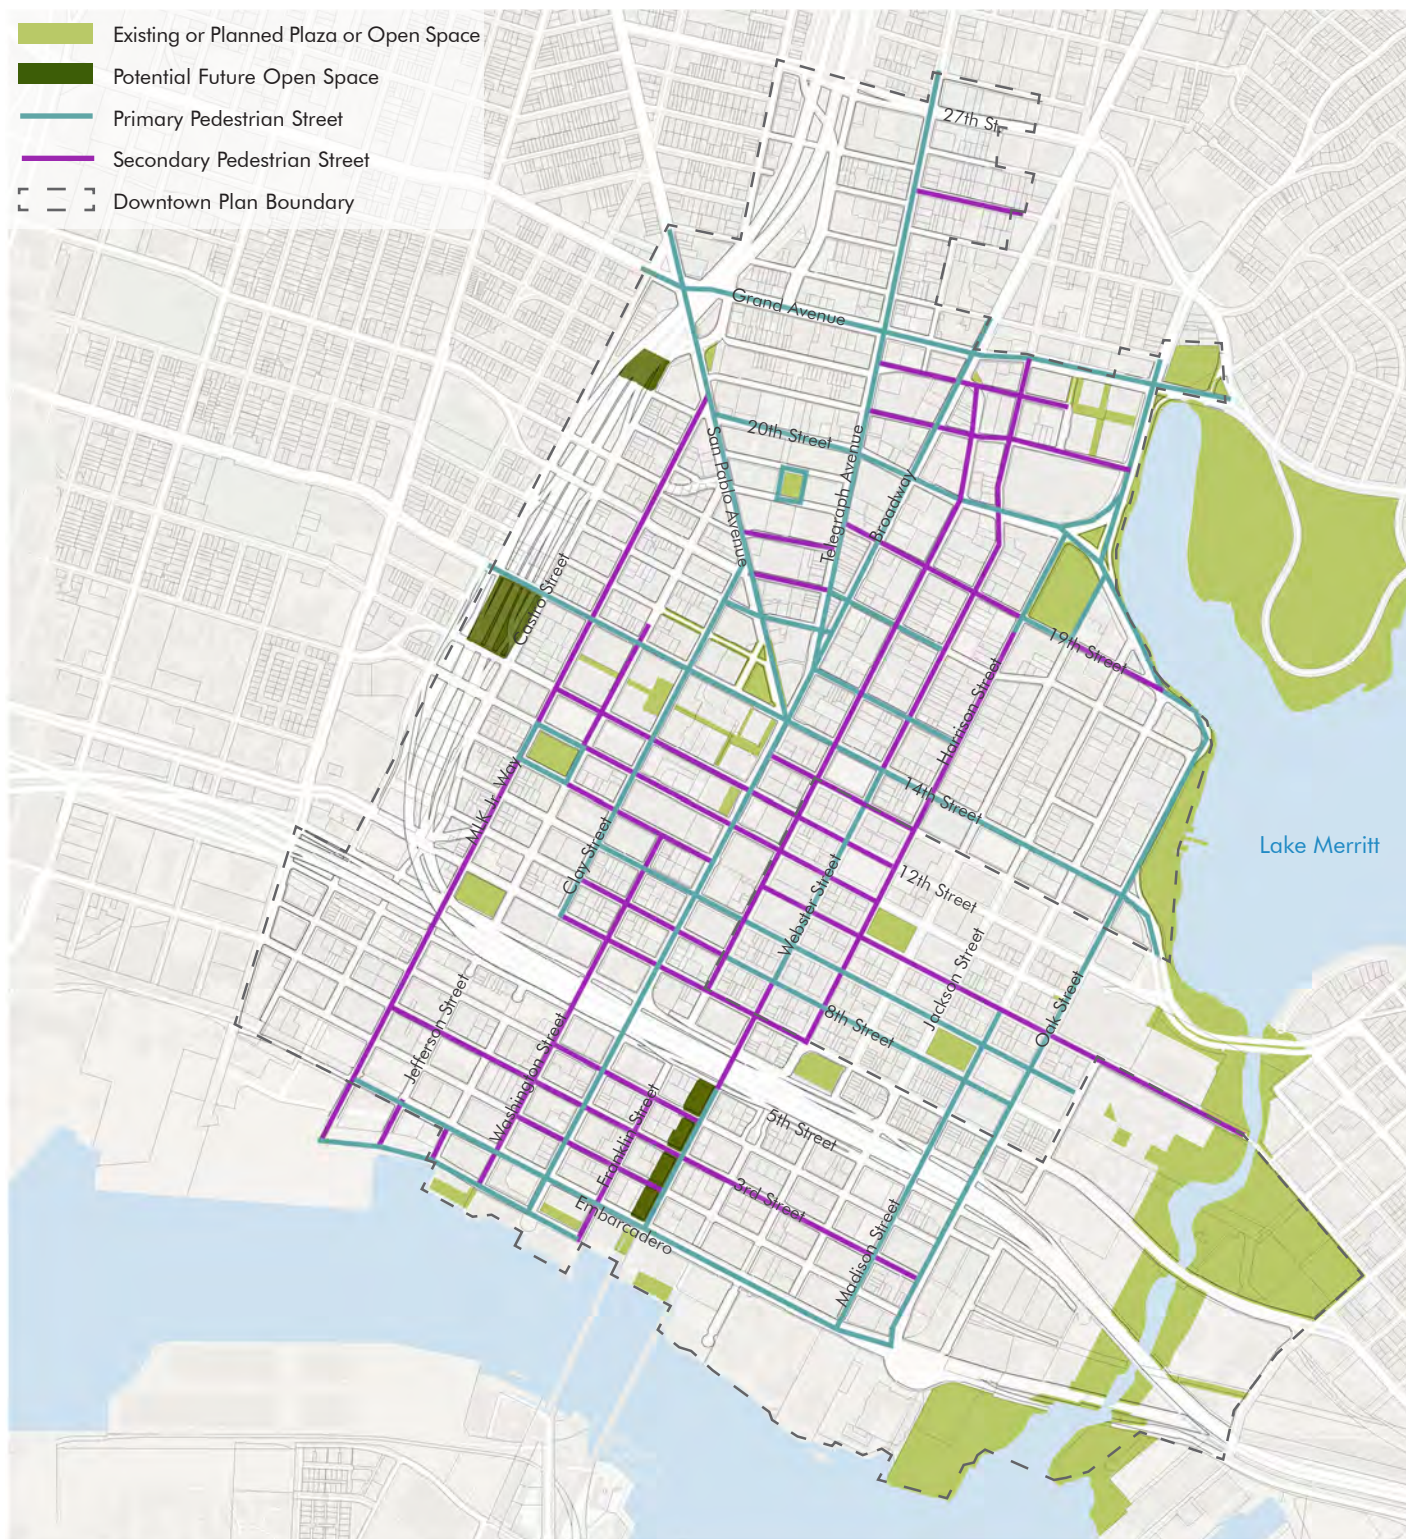 Existing or Planned Plaza or Open Space
Potential Future Open Space
Primary Pedestrian Street
Secondary Pedestrian Street
Downtown Plan Boundary
27th St.
Grand Avenue
20th Street
San Pablo Avenue
Telegraph Avenue
Broadway
Castro Street
19th Street
Harrison Street
14th Street
MLK Jr. Way
Clay Street
Lake Merritt
Webster Street
12th Street
Jackson Street
Oak Street
Jefferson Street
Washington Street
8th Street
Franklin Street
5th Street
3rd Street
Embarcadero
Madison Street